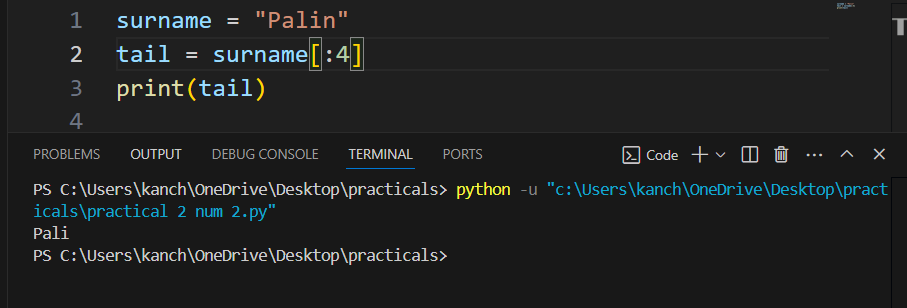 1 surname = "Palin"
2 tail = surname[:4]
3 print(tail)
4
PROBLEMS OUTPUT DEBUG CONSOLE TERMINAL PORTS Code
PS C:\Users\kanch\OneDrive\Desktop\practicals> python -u "c:\Users\kanch\OneDrive\Desktop\pract
icals\practical 2 num 2.py"
Pali
PS C:\Users\kanch\OneDrive\Desktop\practicals>